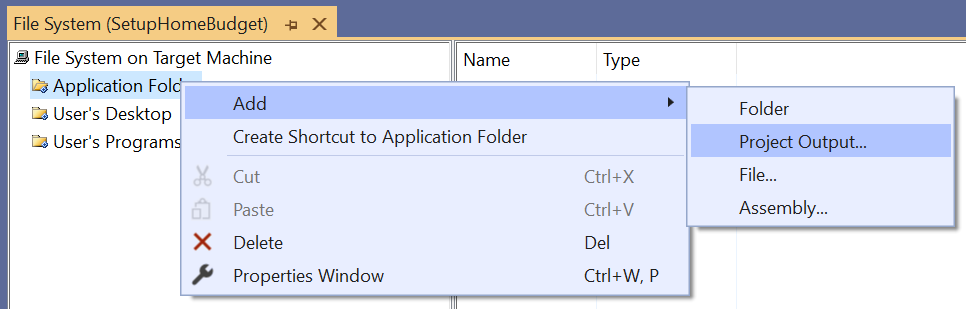 File System (SetupHomeBudget)
File System on Target Machine
Name Type
Application Fold
User's Desktop
User's Programs
Add
Create Shortcut to Application Folder
Cut Ctrl+X
Paste Ctrl+V
Delete Del
Properties Window Ctrl+W, P
Folder
Project Output...
File...
Assembly...